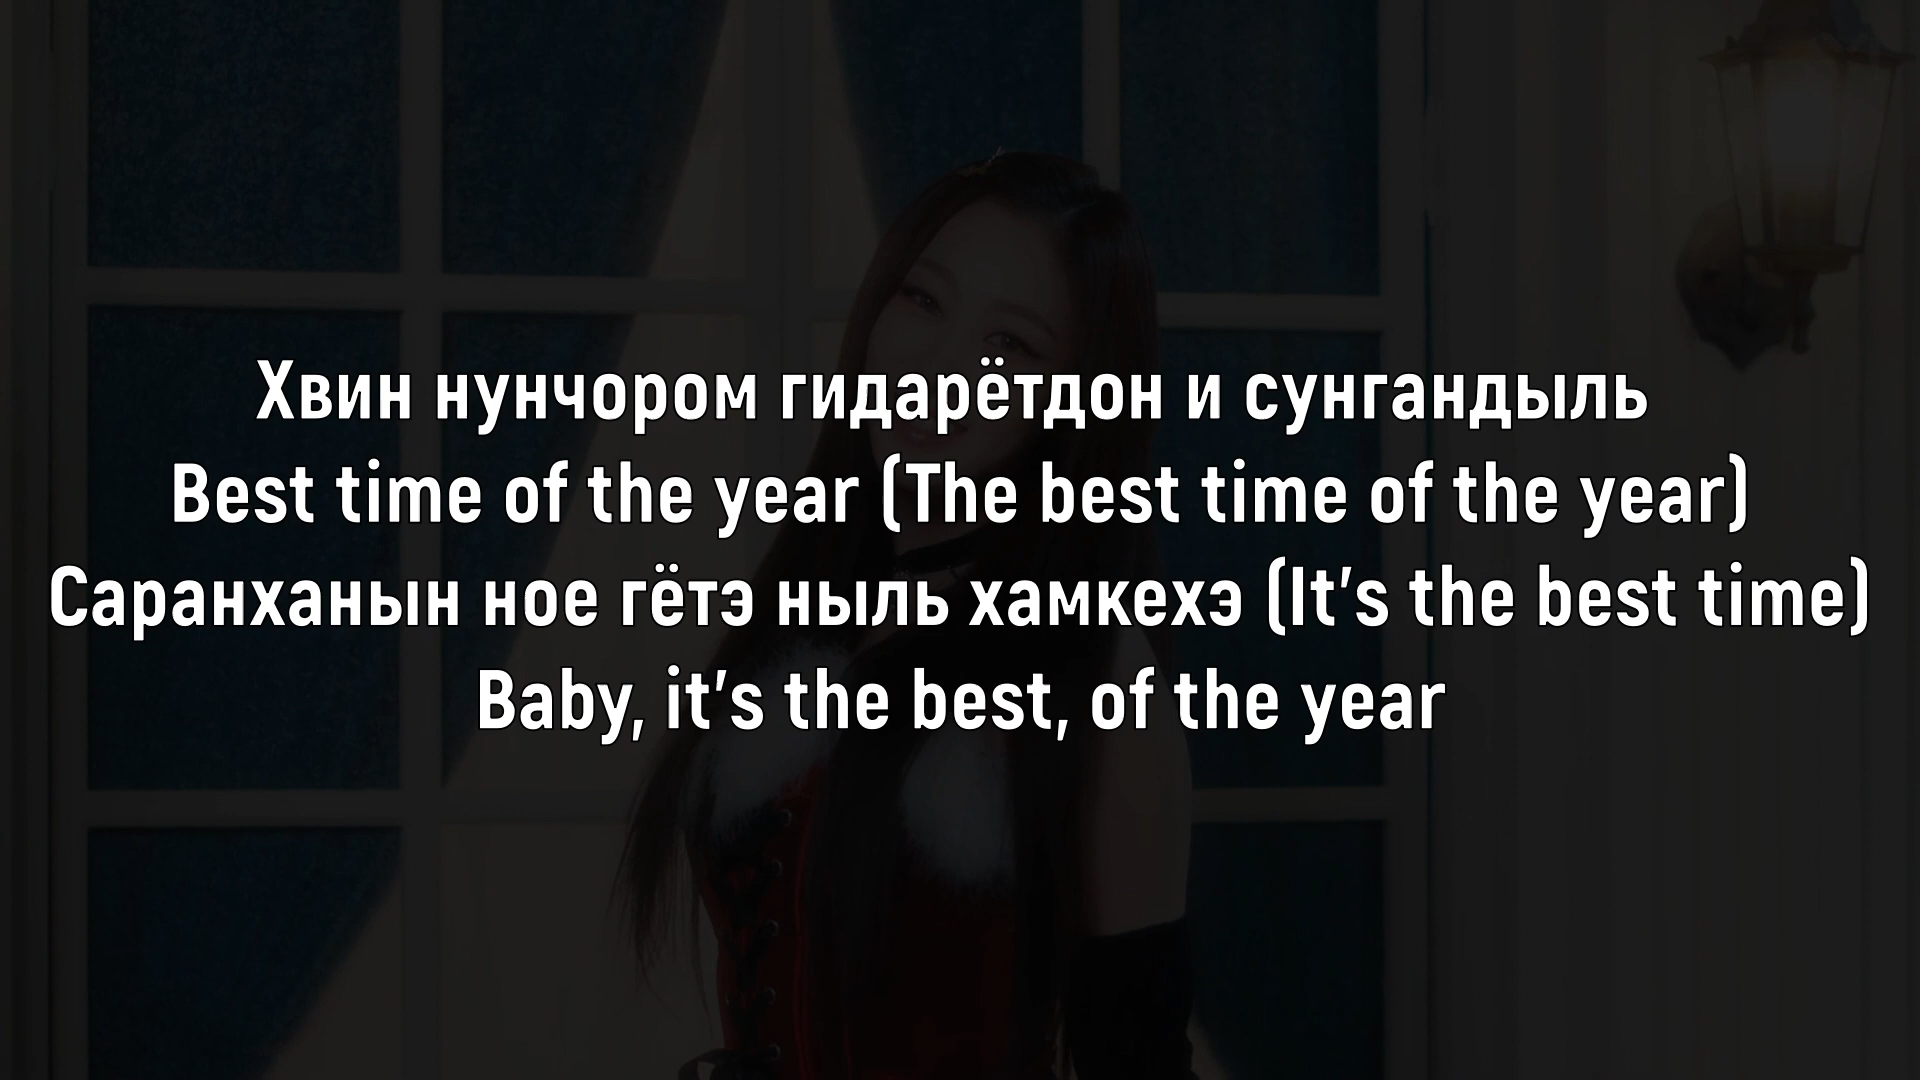 Хвин нунчором гидарётдон и сунгандыль
Best time of the year (The best time of the year)
Саранханын ное гётэ ныль хамкехэ (It's the best time)
Baby, it's the best, of the year